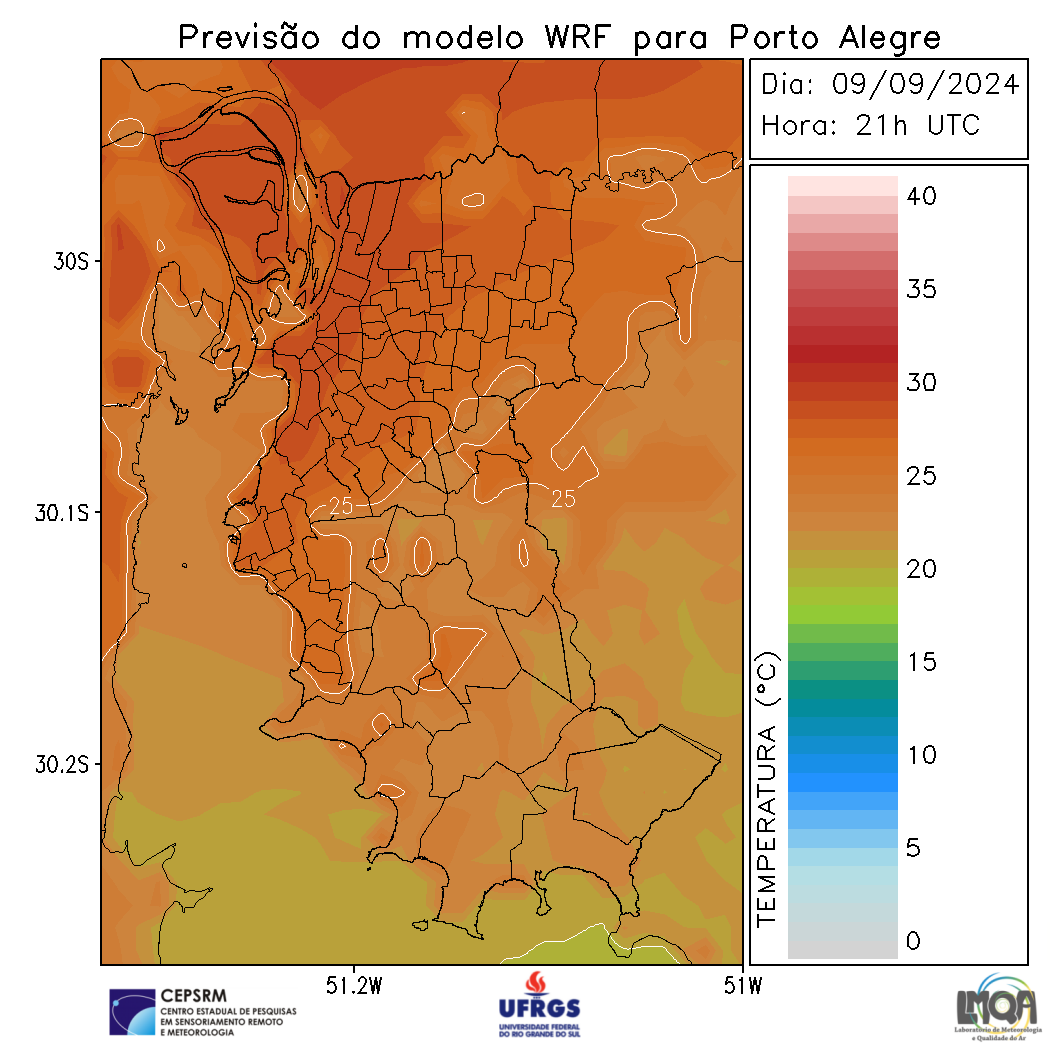 Previsão do modelo WRF para Porto Alegre
Dia: 09/09/2024
Hora: 21h UTC
30S
30.1S
30.2S
51.2W
51W
25
25
40
35
30
25
20
15
10
5
0
TEMPERATURA (°C)
CEPSRM
CENTRO ESTADUAL DE PESQUISAS
EM SENSORIAMENTO REMOTO
E METEOROLOGIA
UFRGS
UNIVERSIDADE FEDERAL
DO RIO GRANDE DO SUL
LMQA
Laboratório de Meteorologia
e Qualidade do Ar